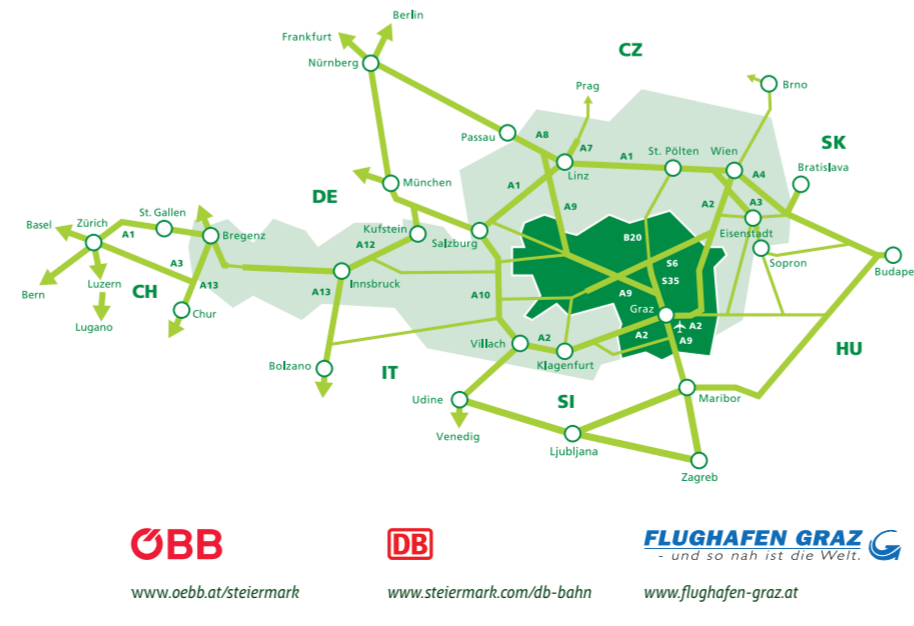 Berlin
Frankfurt
Nürnberg
CZ
Prag
Brno
Passau
A8
A7
A1
St. Pölten
Wien
SK
Linz
A4
Bratislava
DE
München
A1
A9
A2
A3
Basel
Zürich
St. Gallen
A1
Bregenz
Kufstein
Salzburg
B20
Eisenstadt
A12
A3
Innsbruck
S6
Sopron
Budape
Bern
Luzern
CH
A13
A13
A10
A9
S35
Lugano
Chur
Graz
A2
Villach
A2
A2
A9
HU
Bolzano
IT
Klagenfurt
Udine
SI
Maribor
Venedig
Ljubljana
Zagreb
ÖBB
DB
FLUGHAFEN GRAZ
- und so nah ist die Welt.
www.oebb.at/steiermark
www.steiermark.com/db-bahn
www.flughafen-graz.at